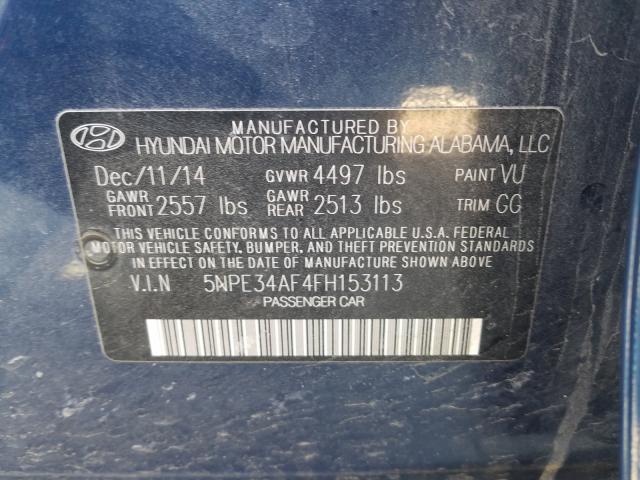 MANUFACTURED BY
HYUNDAI MOTOR MANUFACTURING ALABAMA, LLC
Dec/11/14 GVWR 4497 lbs PAINT VU
GAWR FRONT 2557 lbs GAWR REAR 2513 lbs TRIM GG
THIS VEHICLE CONFORMS TO ALL APPLICABLE U.S.A. FEDERAL
MOTOR VEHICLE SAFETY, BUMPER, AND THEFT PREVENTION
STANDARDS IN EFFECT ON THE DATE OF MANUFACTURE SHOWN ABOVE
V.I.N 5NPE34AF4FH153113
PASSENGER CAR